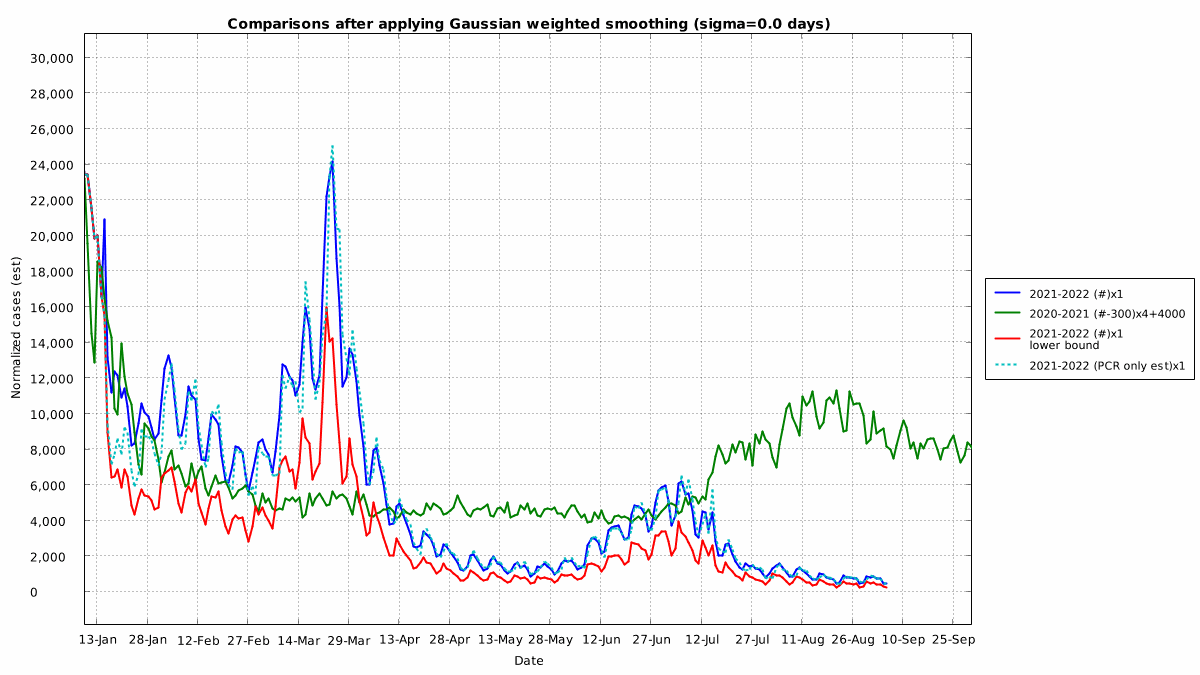 Comparisons after applying Gaussian weighted smoothing (sigma=0.0 days)
Normalized cases (est)
30,000
28,000
26,000
24,000
22,000
20,000
18,000
16,000
14,000
12,000
10,000
8,000
6,000
4,000
2,000
0
13-Jan 28-Jan 12-Feb 27-Feb 14-Mar 29-Mar 13-Apr 28-Apr 13-May 28-May 12-Jun 27-Jun 12-Jul 27-Jul 11-Aug 26-Aug 10-Sep 25-Sep
Date
2021-2022 (#)x1
2020-2021 (#-300)x4+4000
2021-2022 (#)x1
lower bound
2021-2022 (PCR only est)x1